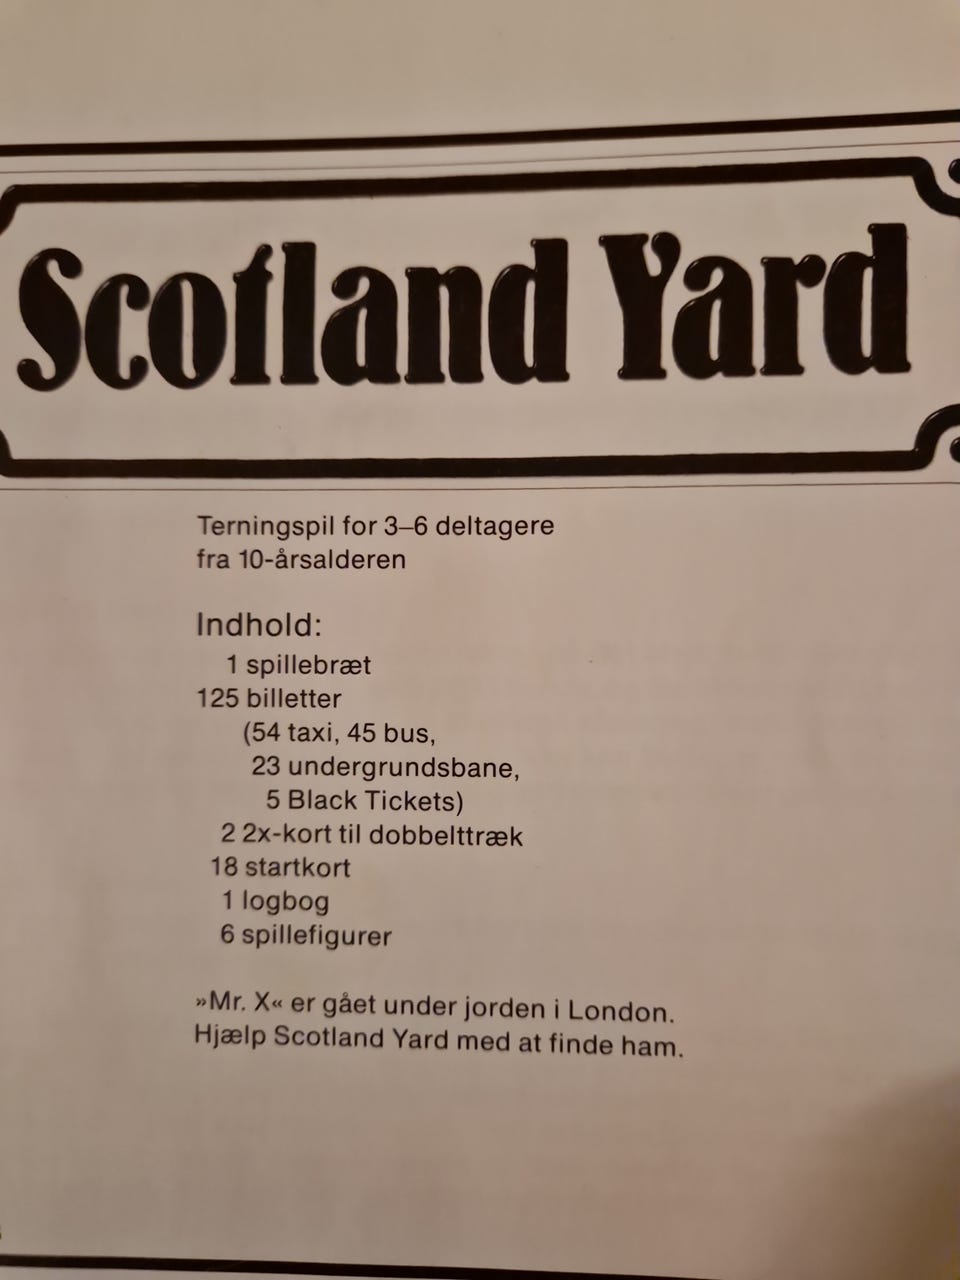 Scotland Yard
Terningspil for 3–6 deltagere
fra 10-årsalderen
Indhold:
1 spillebræt
125 billetter
(54 taxi, 45 bus,
23 undergrundsbane,
5 Black Tickets)
2 2x-kort til dobbelttræk
18 startkort
1 logbog
6 spillefigurer
»Mr. X« er gået under jorden i London.
Hjælp Scotland Yard med at finde ham.